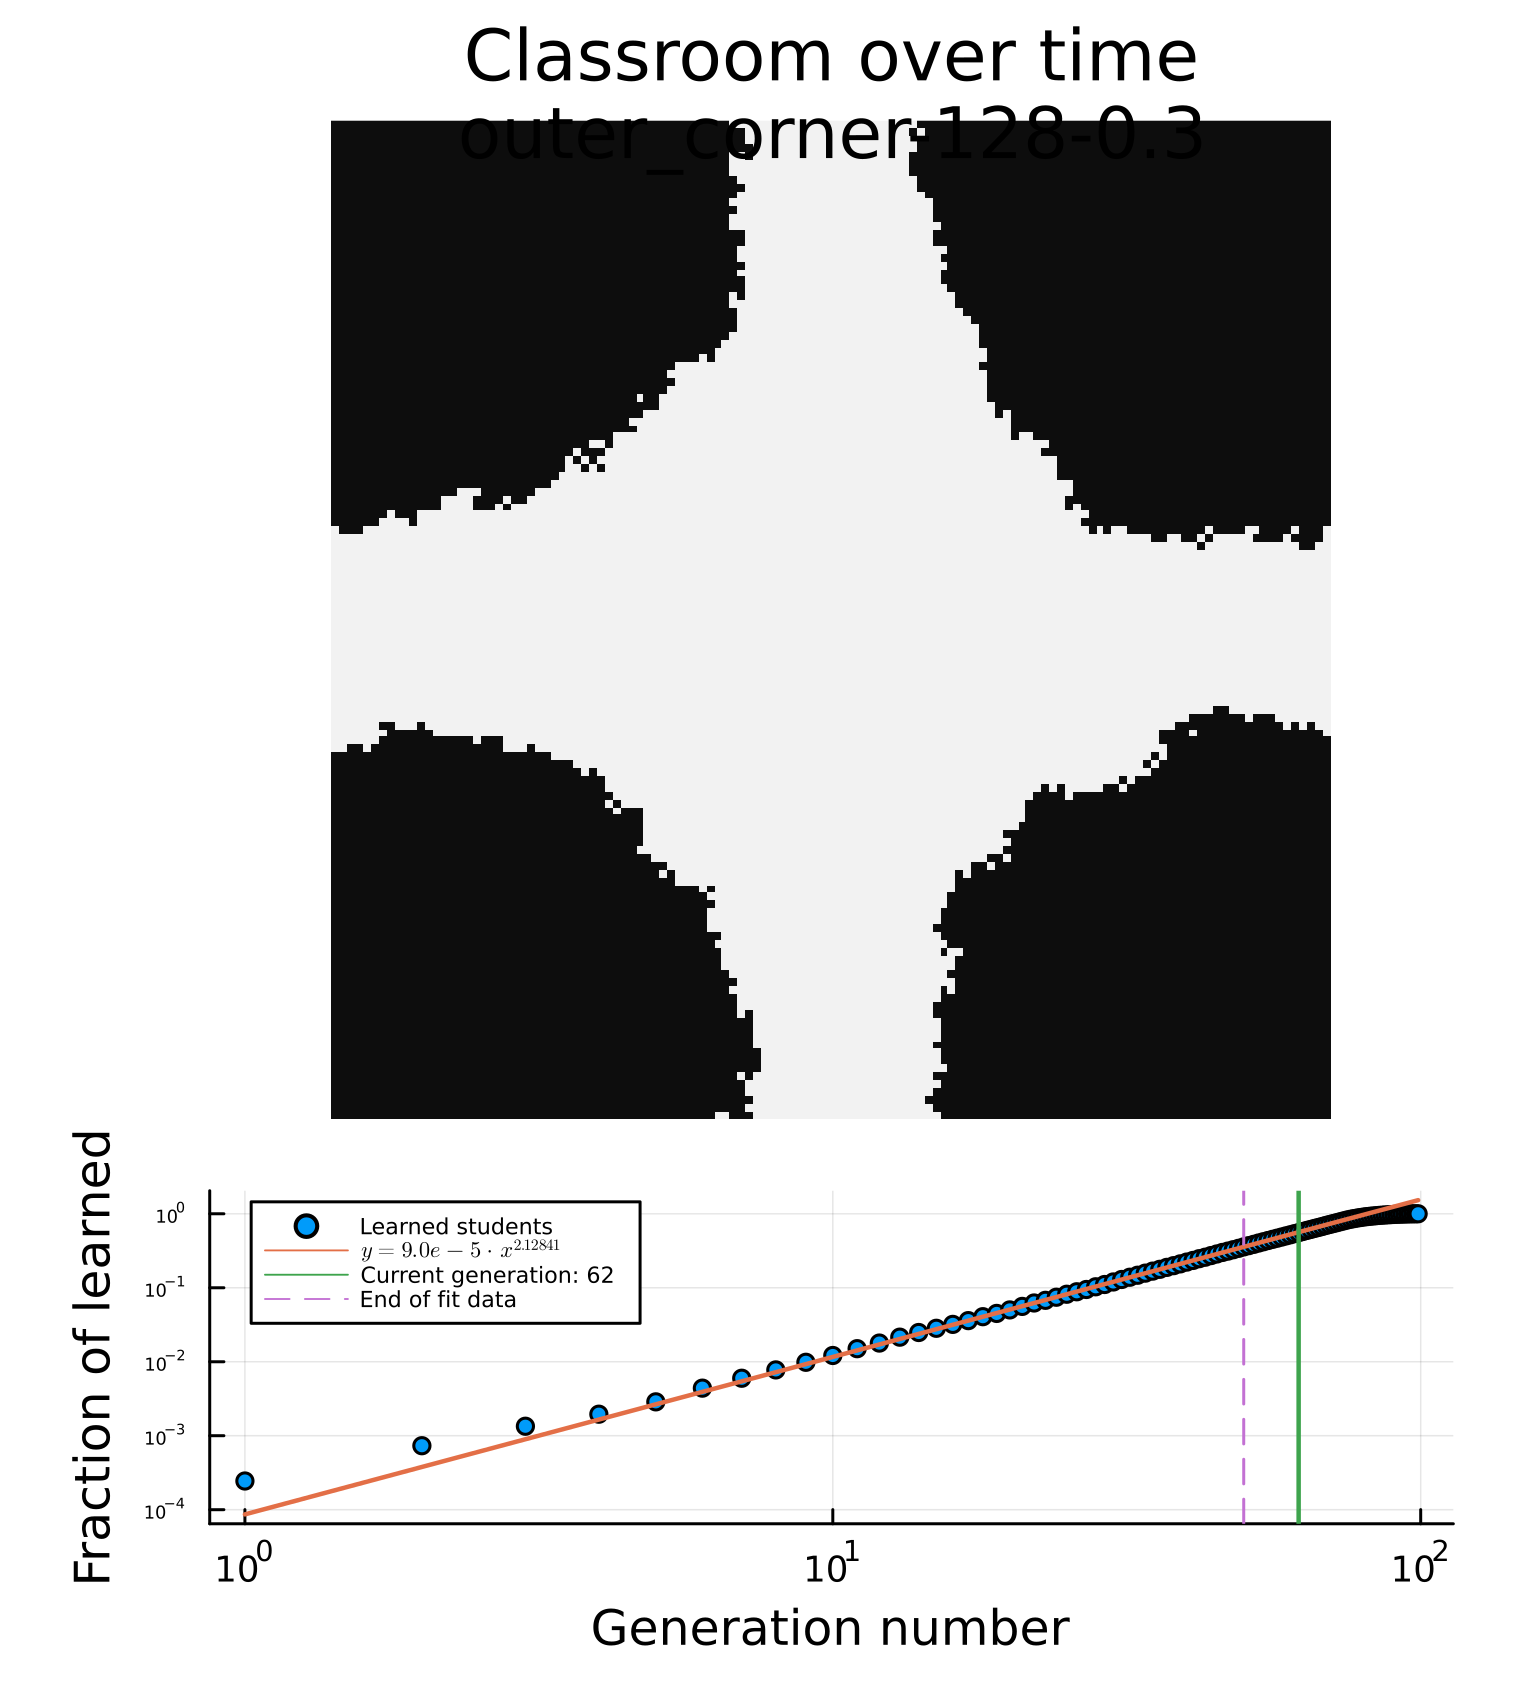 Classroom over time
outer_corner-128-0.3
Fraction of learned
10^0
10^−1
10^−2
10^−3
10^−4
Learned students
y = 9.0e − 5 · x^2.12841
Current generation: 62
End of fit data
10^0 10^1 10^2
Generation number